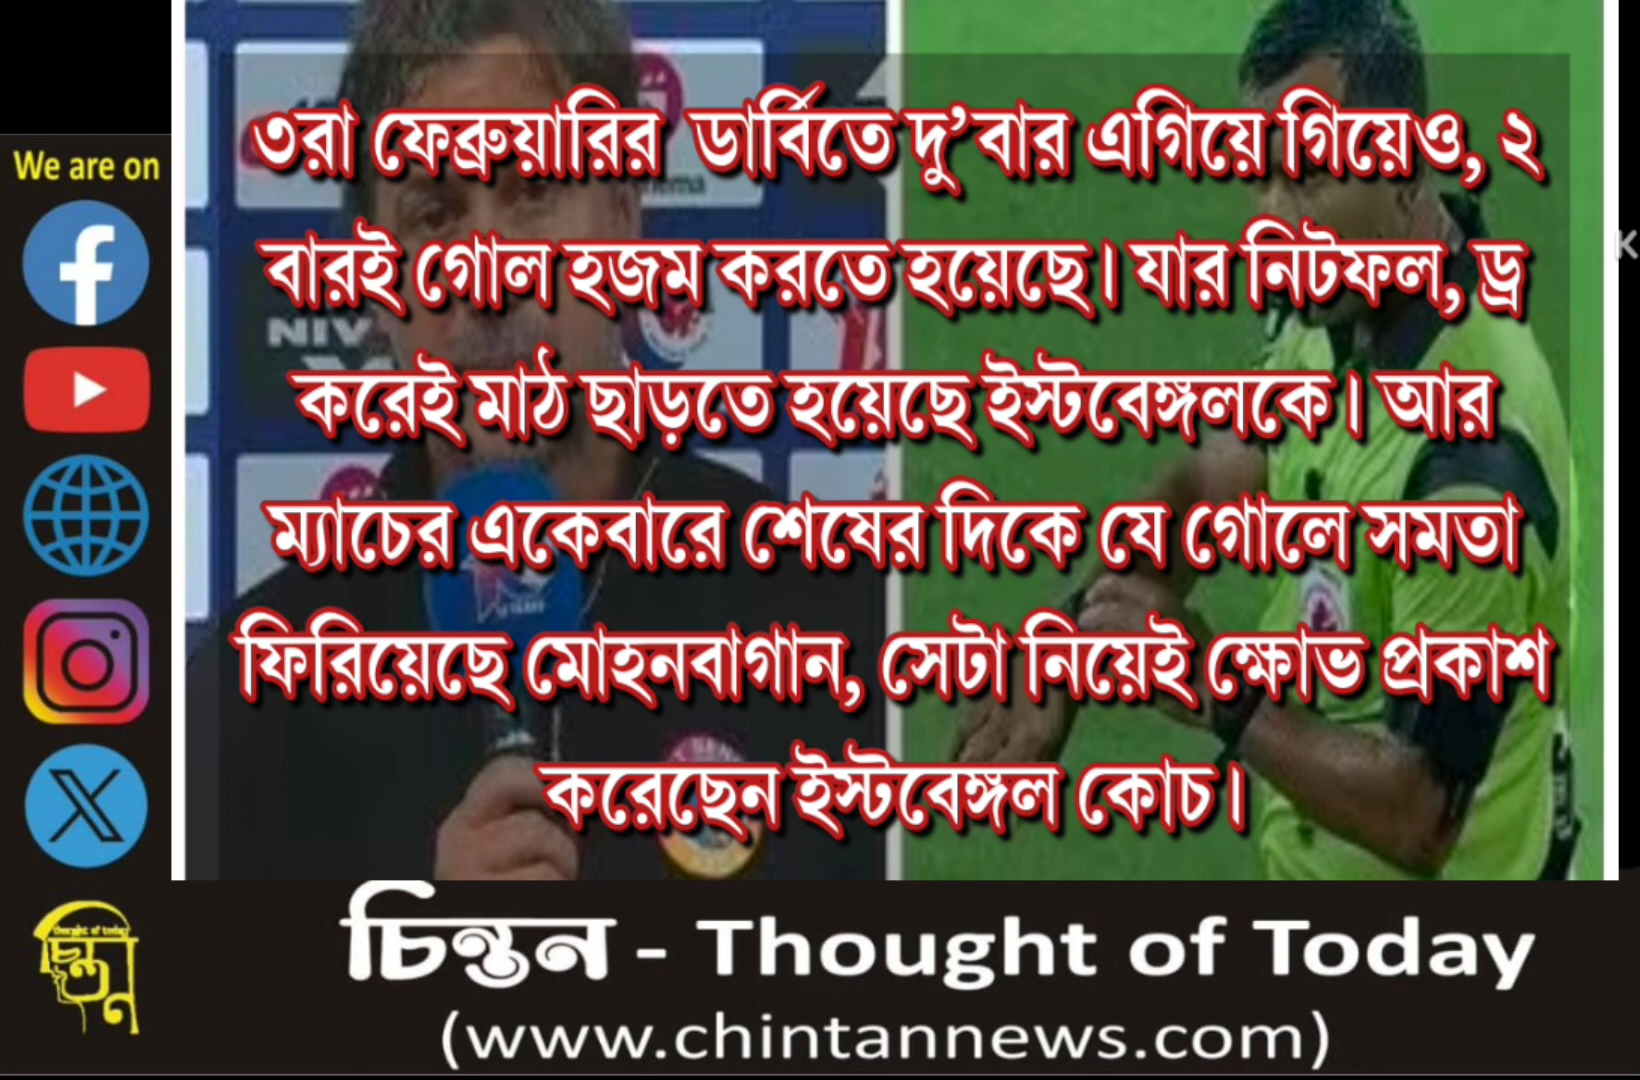 We are on
৩রা ফেব্রুয়ারির ডার্বিতে দু’বার এগিয়ে গিয়েও, ২
বারই গোল হজম করতে হয়েছে। যার নিটফল, ড্র
করেই মাঠ ছাড়তে হয়েছে ইস্টবেঙ্গলকে। আর
ম্যাচের একেবারে শেষের দিকে যে গোলে সমতা
ফিরিয়েছে মোহনবাগান, সেটা নিয়েই ক্ষোভ প্রকাশ
করেছেন ইস্টবেঙ্গল কোচ।
NIV
K
চিন্তন - Thought of Today
(www.chintannews.com)